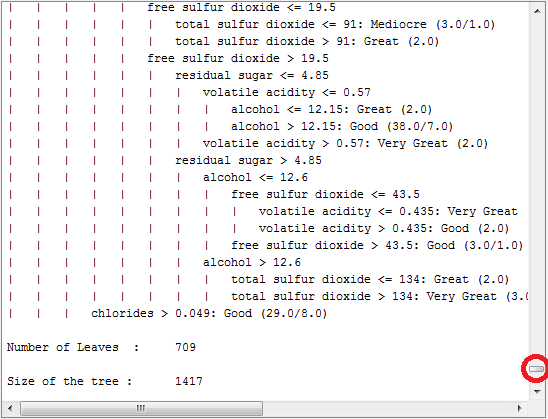 | | | | | free sulfur dioxide <= 19.5
| | | | | | total sulfur dioxide <= 91: Mediocre (3.0/1.0)
| | | | | | total sulfur dioxide > 91: Great (2.0)
| | | | | free sulfur dioxide > 19.5
| | | | | | residual sugar <= 4.85
| | | | | | | volatile acidity <= 0.57
| | | | | | | | alcohol <= 12.15: Great (2.0)
| | | | | | | | alcohol > 12.15: Good (38.0/7.0)
| | | | | | | volatile acidity > 0.57: Very Great (2.0)
| | | | | | residual sugar > 4.85
| | | | | | | alcohol <= 12.6
| | | | | | | | free sulfur dioxide <= 43.5
| | | | | | | | | volatile acidity <= 0.435: Very Great
| | | | | | | | | volatile acidity > 0.435: Good (2.0)
| | | | | | | | free sulfur dioxide > 43.5: Good (3.0/1.0)
| | | | | | | alcohol > 12.6
| | | | | | | | total sulfur dioxide <= 134: Great (2.0)
| | | | | | | | total sulfur dioxide > 134: Very Great (3.0
| | | chlorides > 0.049: Good (29.0/8.0)
Number of Leaves : 709
Size of the tree : 1417